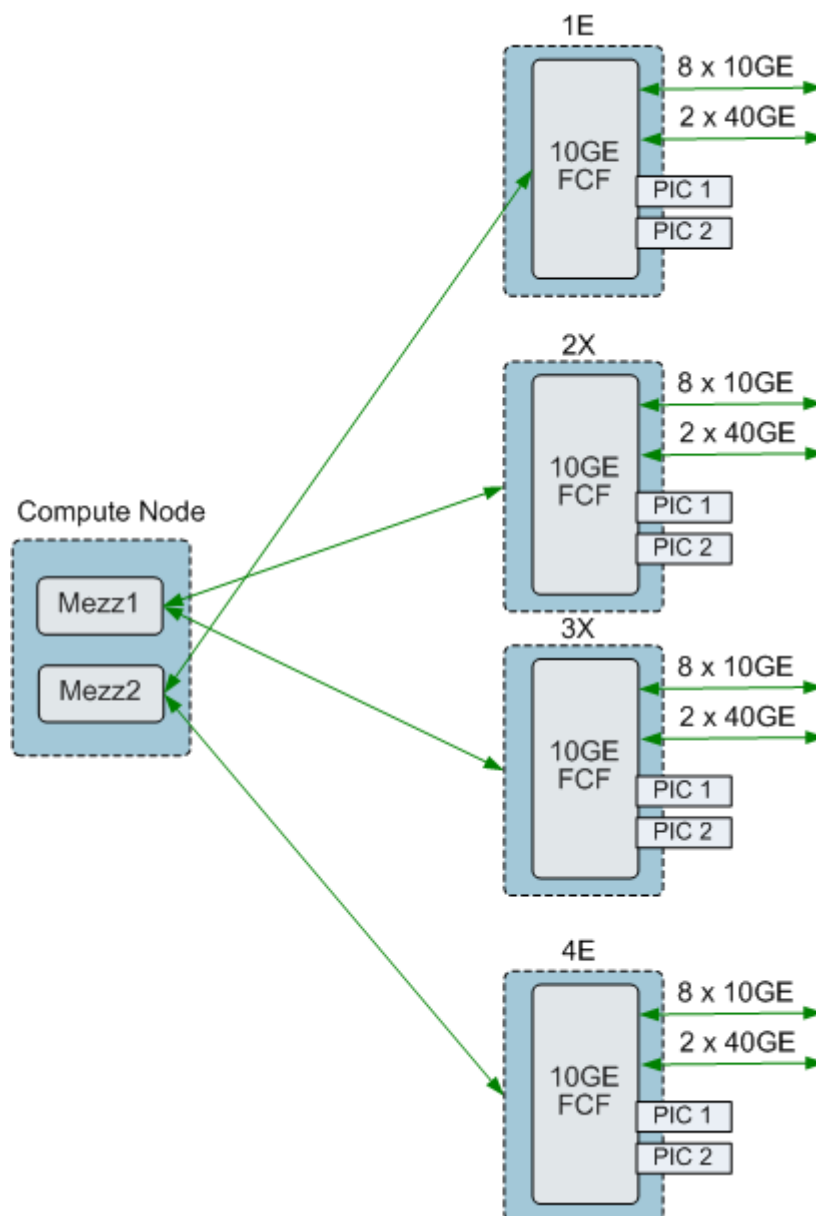 1E
8 x 10GE
2 x 40GE
10GE
FCF
PIC 1
PIC 2
2X
8 x 10GE
2 x 40GE
10GE
FCF
PIC 1
PIC 2
Compute Node
Mezz1
Mezz2
3X
8 x 10GE
2 x 40GE
10GE
FCF
PIC 1
PIC 2
4E
8 x 10GE
2 x 40GE
10GE
FCF
PIC 1
PIC 2